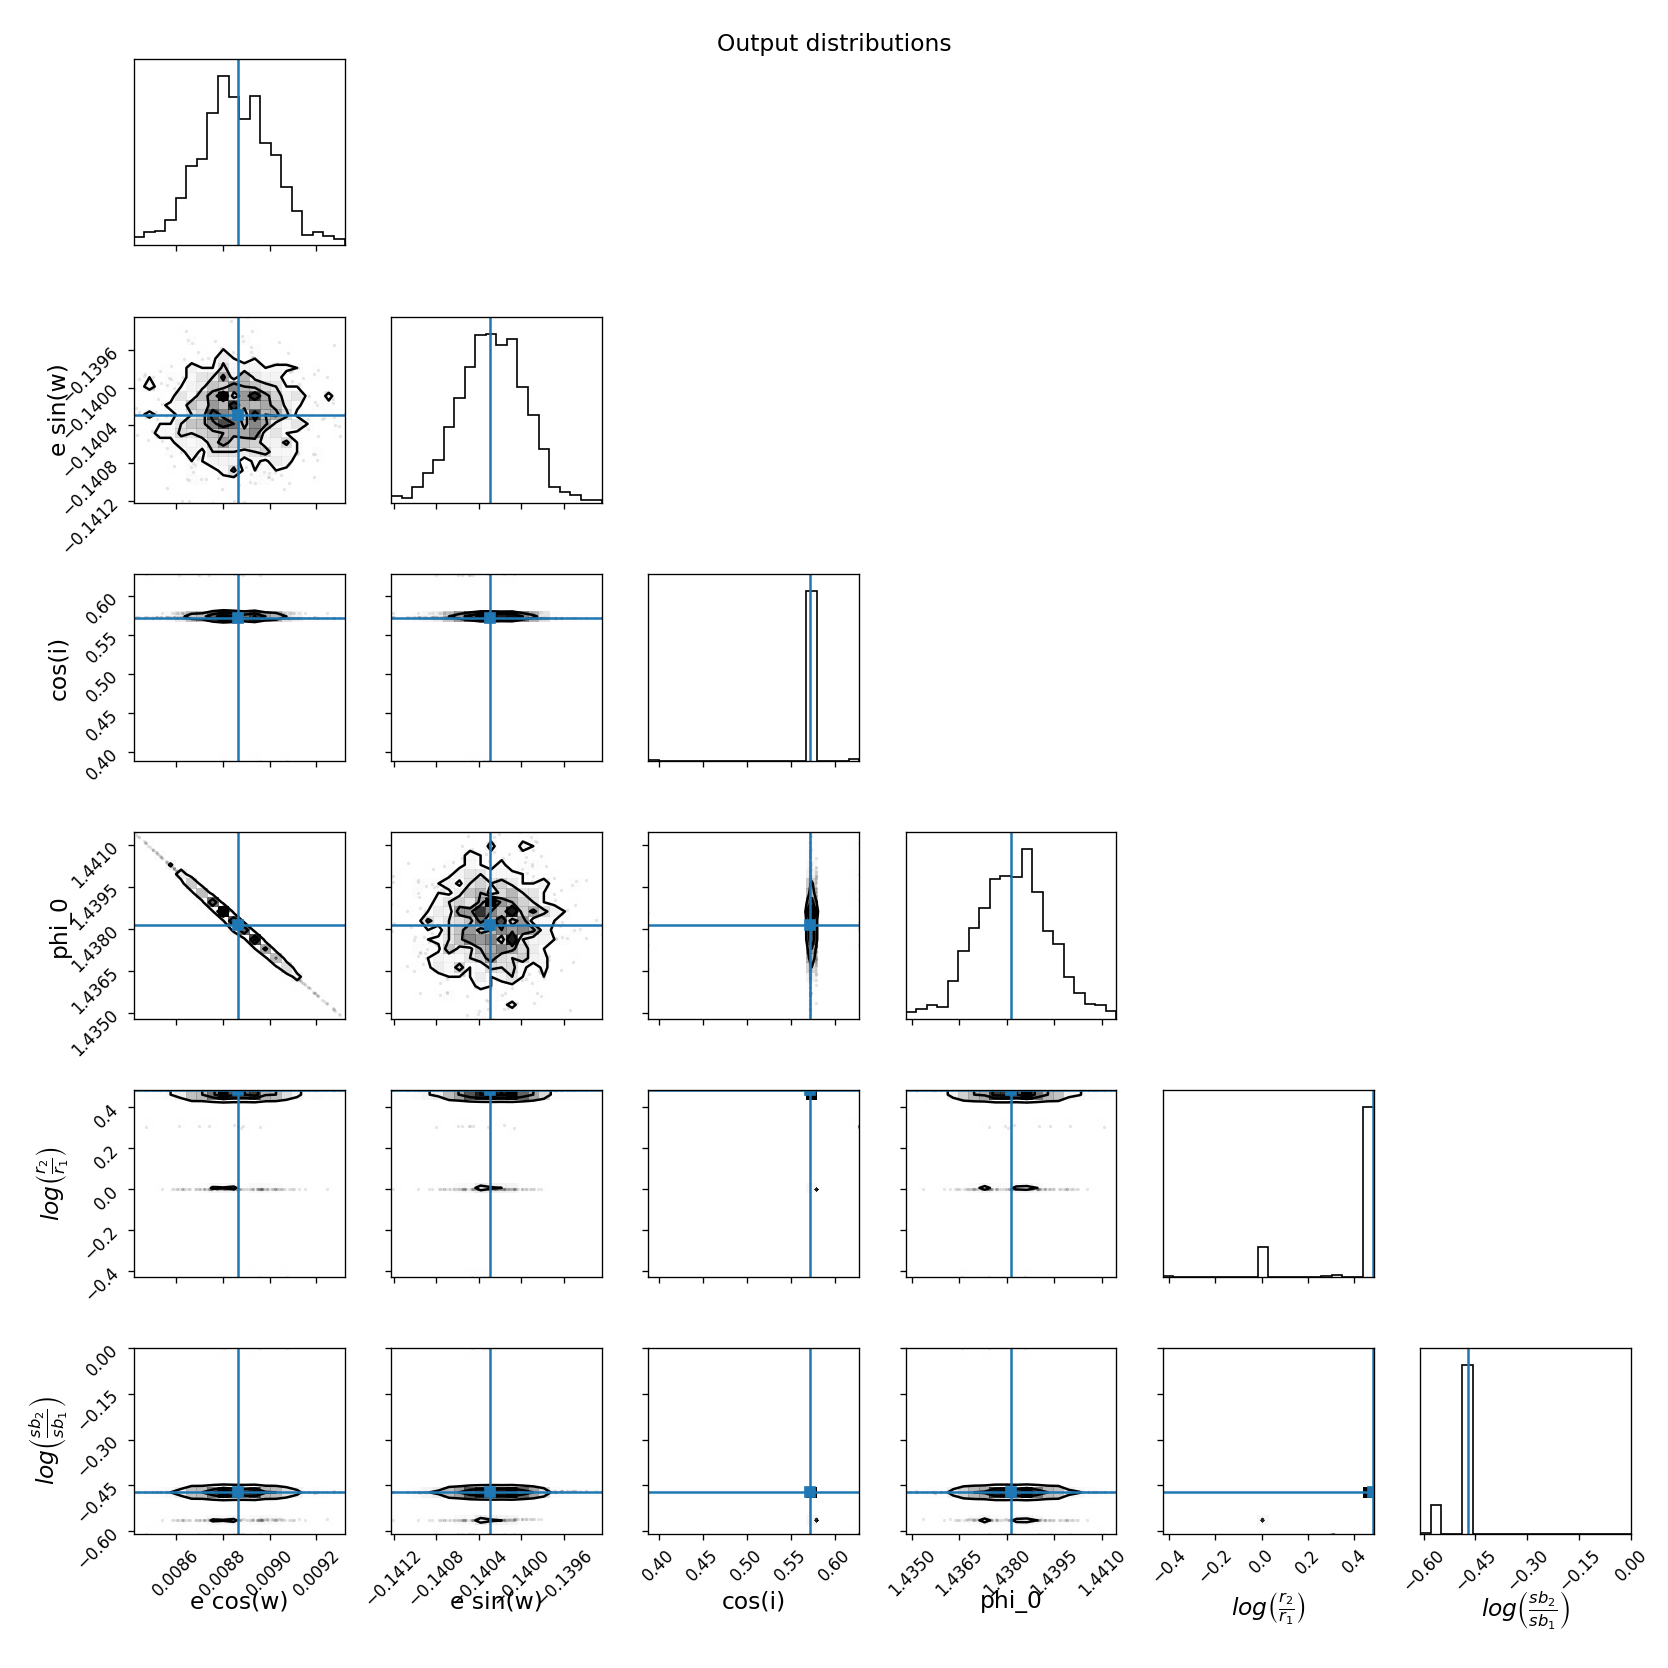 Output distributions
e sin(w)
−0.1396
−0.1400
−0.1404
−0.1408
−0.1412
cos(i)
0.60
0.55
0.50
0.45
0.40
phi_0
1.4410
1.4395
1.4380
1.4365
1.4350
log(r₂/r₁)
0.4
0.2
0.0
−0.2
−0.4
log(sb₂/sb₁)
0.00
−0.15
−0.30
−0.45
−0.60
0.0086 0.0088 0.0090 0.0092
−0.1412 −0.1408 −0.1404 −0.1400 −0.1396
0.40 0.45 0.50 0.55 0.60
1.4350 1.4365 1.4380 1.4395 1.4410
−0.4 −0.2 0.0 0.2 0.4
−0.60 −0.45 −0.30 −0.15 0.00
e cos(w) e sin(w) cos(i) phi_0 log(r₂/r₁) log(sb₂/sb₁)